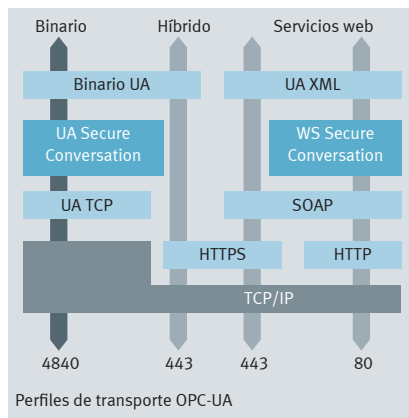 Binario
Híbrido
Servicios web
Binario UA
UA XML
UA Secure
Conversation
WS Secure
Conversation
UA TCP
SOAP
HTTPS
HTTP
TCP/IP
4840
443
443
80
Perfiles de transporte OPC-UA